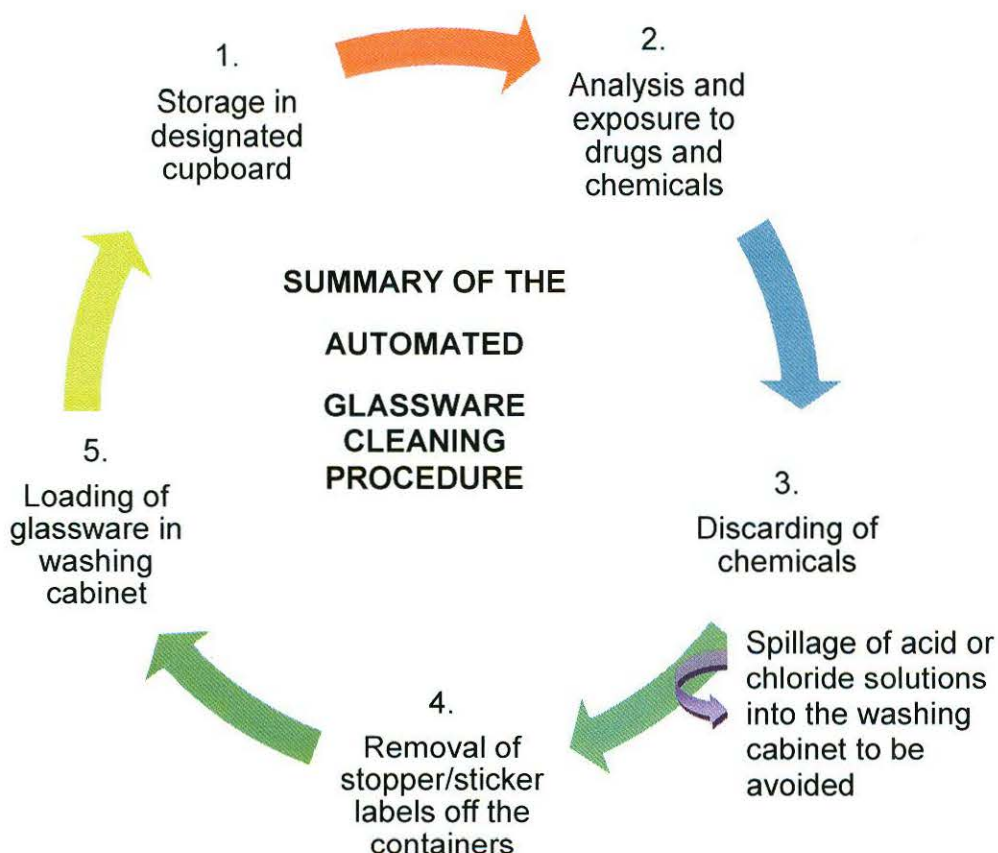 1.
Storage in
designated
cupboard
2.
Analysis and
exposure to
drugs and
chemicals
SUMMARY OF THE
AUTOMATED
GLASSWARE
CLEANING
PROCEDURE
3.
Discarding of
chemicals
Spillage of acid or
chloride solutions
into the washing
cabinet to be
avoided
4.
Removal of
stopper/sticker
labels off the
containers
5.
Loading of
glassware in
washing
cabinet